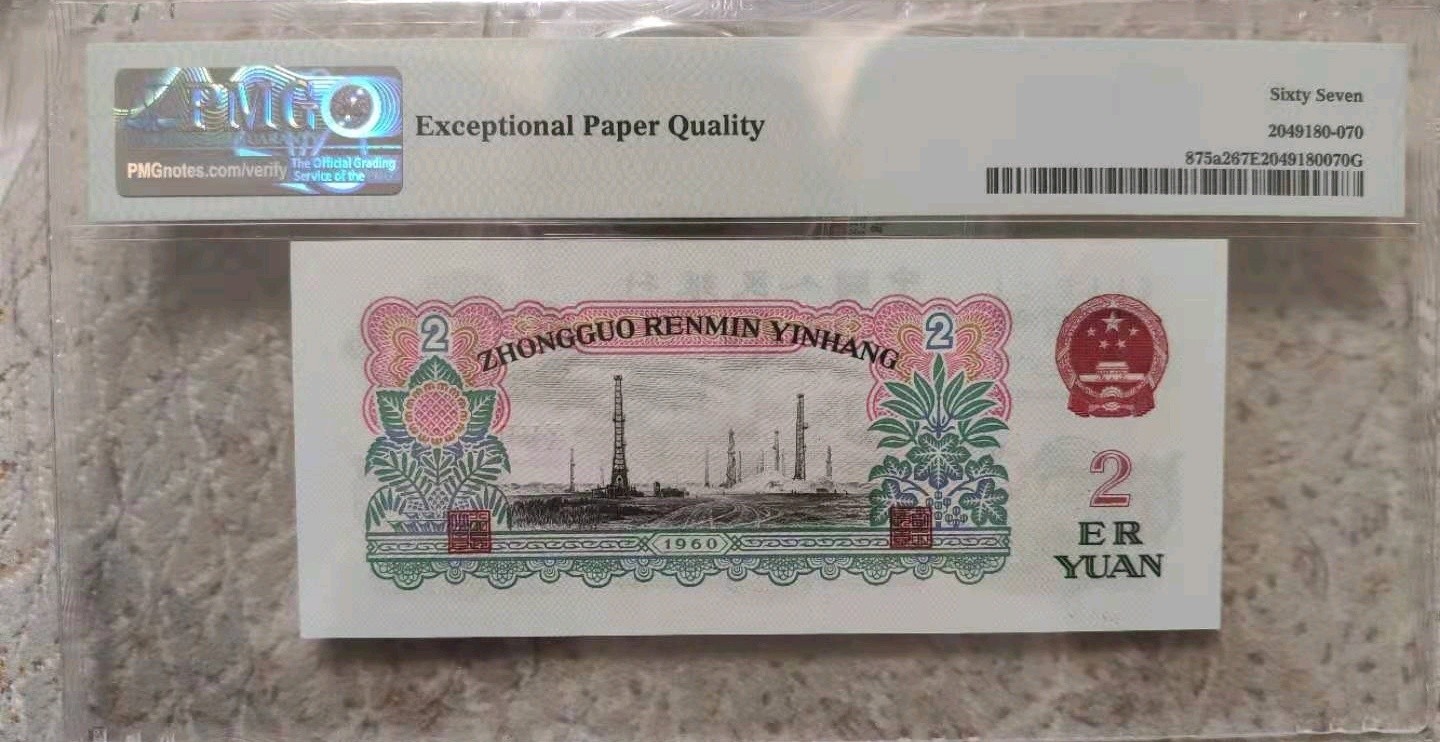 PMG
PMGnotes.com/verify
The Official Grading
Service of the
Exceptional Paper Quality
Sixty Seven
2049180-070
875a267E2049180070G
2
ZHONGGUO RENMIN YINHANG
2
1960
2
ER
YUAN